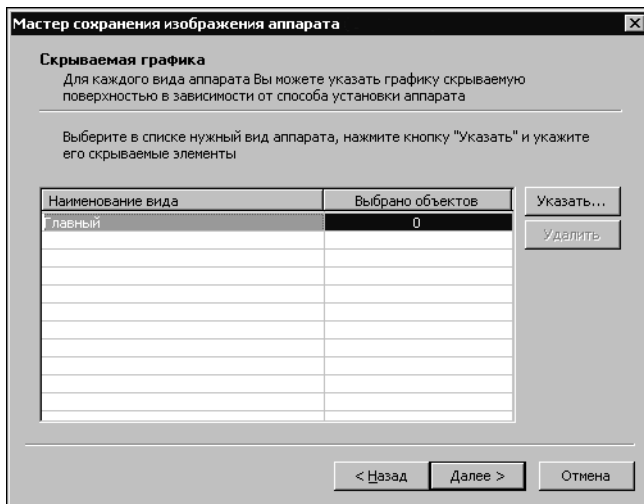 Мастер сохранения изображения аппарата
Скрываемая графика
Для каждого вида аппарата Вы можете указать графику скрываемую
поверхностью в зависимости от способа установки аппарата
Выберите в списке нужный вид аппарата, нажмите кнопку "Указать" и укажите
его скрываемые элементы
Наименование вида Выбрано объектов Указать...
Главный 0 Удалить
< Назад Далее > Отмена